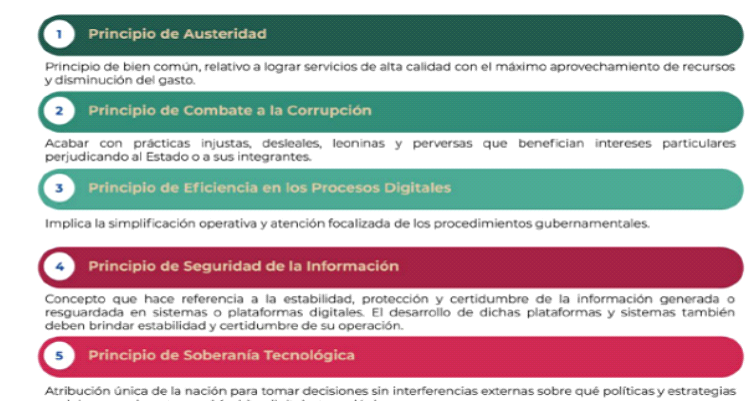 1 Principio de Austeridad
Principio de bien común, relativo a lograr servicios de alta calidad con el máximo aprovechamiento de recursos
y disminución del gasto.
2 Principio de Combate a la Corrupción
Acabar con prácticas injustas, desleales, leoninas y perversas que benefician intereses particulares
perjudicando al Estado o a sus integrantes.
3 Principio de Eficiencia en los Procesos Digitales
Implica la simplificación operativa y atención focalizada de los procedimientos gubernamentales.
4 Principio de Seguridad de la Información
Concepto que hace referencia a la estabilidad, protección y certidumbre de la información generada o
resguardada en sistemas o plataformas digitales. El desarrollo de dichas plataformas y sistemas también
deben brindar estabilidad y certidumbre de su operación.
5 Principio de Soberanía Tecnológica
Atribución única de la nación para tomar decisiones sin interferencias externas sobre qué políticas y estrategias